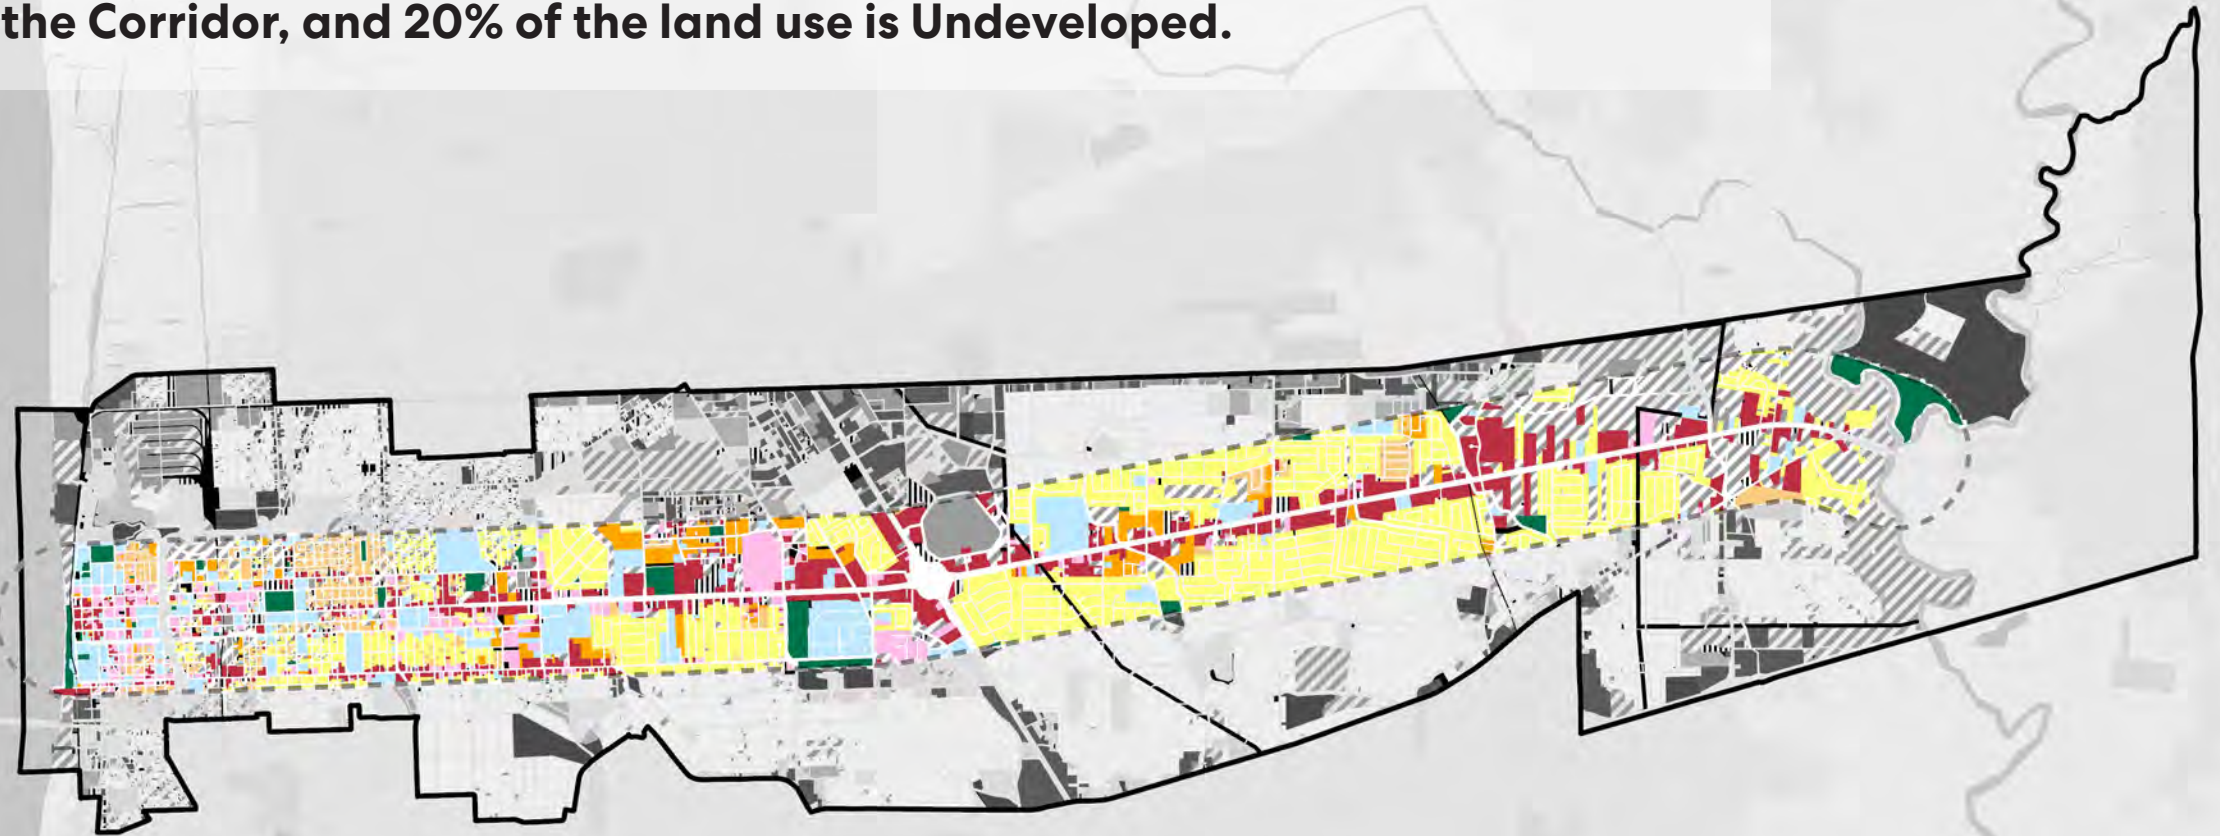 the Corridor, and 20% of the land use is Undeveloped.